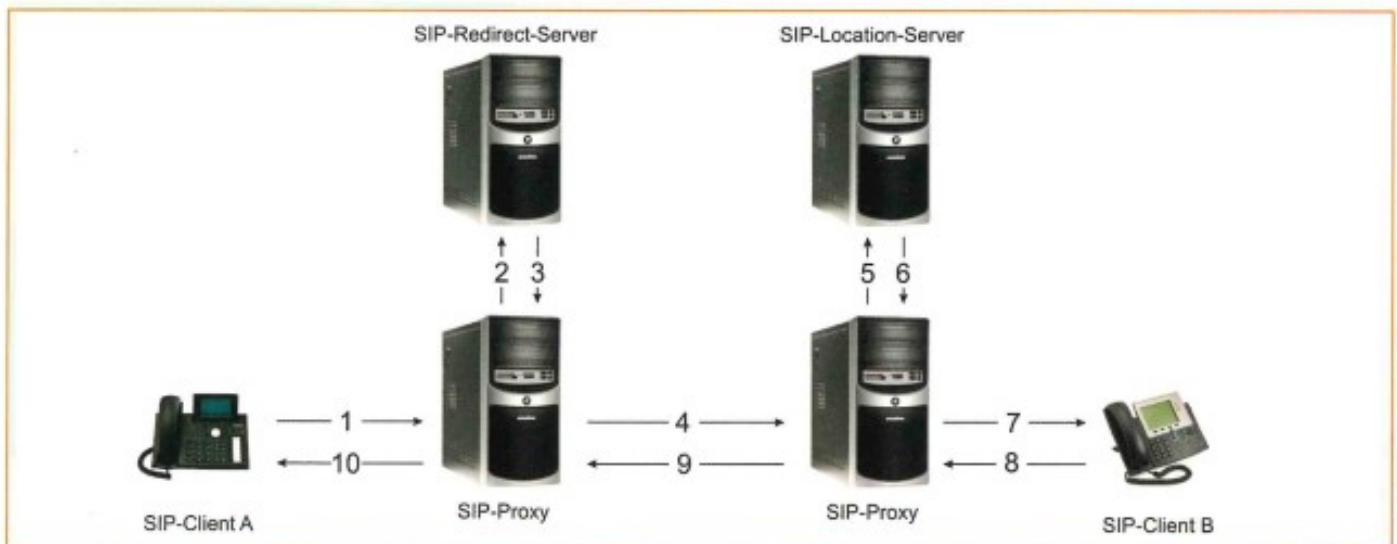 SIP-Redirect-Server
SIP-Location-Server
2 3
5 6
1
4
7
10
9
8
SIP-Client A
SIP-Proxy
SIP-Proxy
SIP-Client B